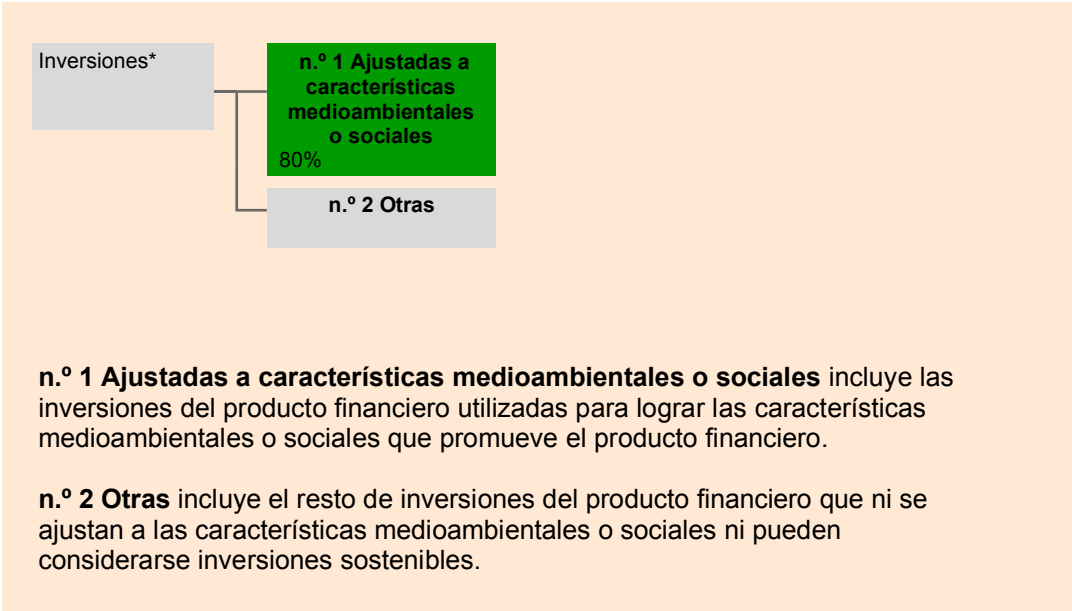 Inversiones*
n.º 1 Ajustadas a
características
medioambientales
o sociales
80%
n.º 2 Otras
n.º 1 Ajustadas a características medioambientales o sociales incluye las
inversiones del producto financiero utilizadas para lograr las características
medioambientales o sociales que promueve el producto financiero.
n.º 2 Otras incluye el resto de inversiones del producto financiero que ni se
ajustan a las características medioambientales o sociales ni pueden
considerarse inversiones sostenibles.